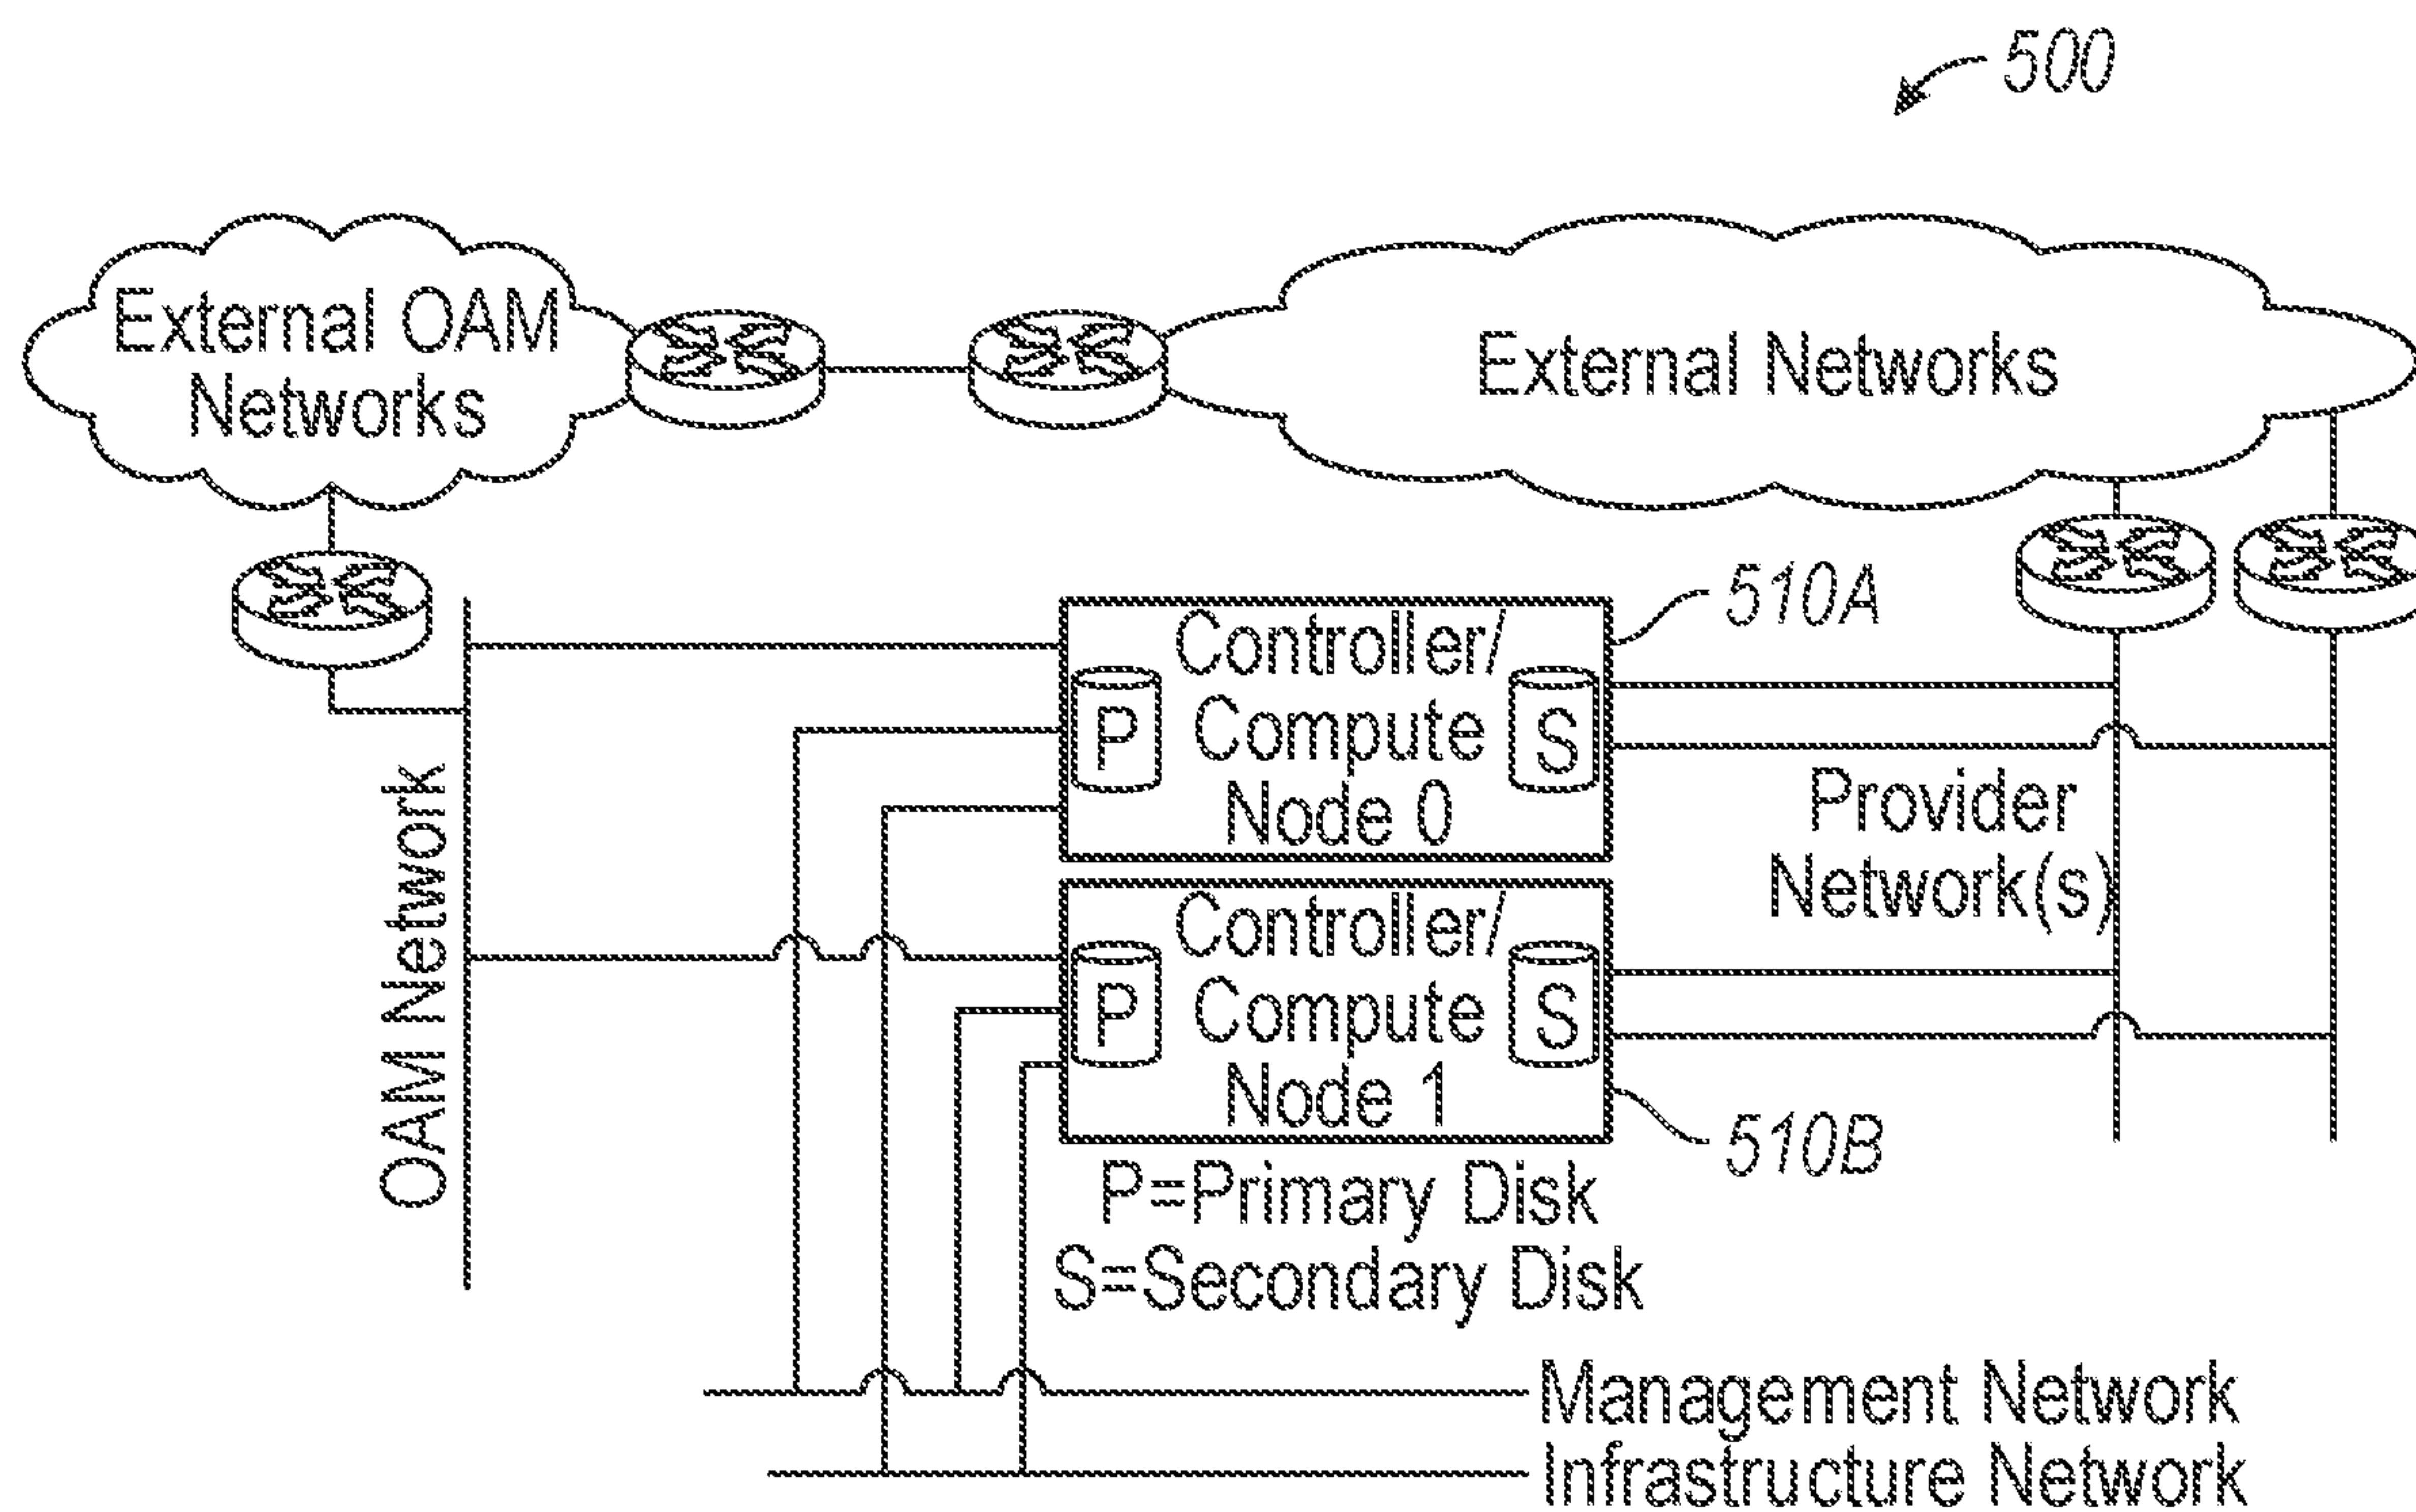 500
External OAM
Networks
External Networks
510A
Controller/
Compute
Node 0
P
S
Provider
Network(s)
OAM Network
Controller/
Compute
Node 1
P
S
510B
P=Primary Disk
S=Secondary Disk
Management Network
Infrastructure Network